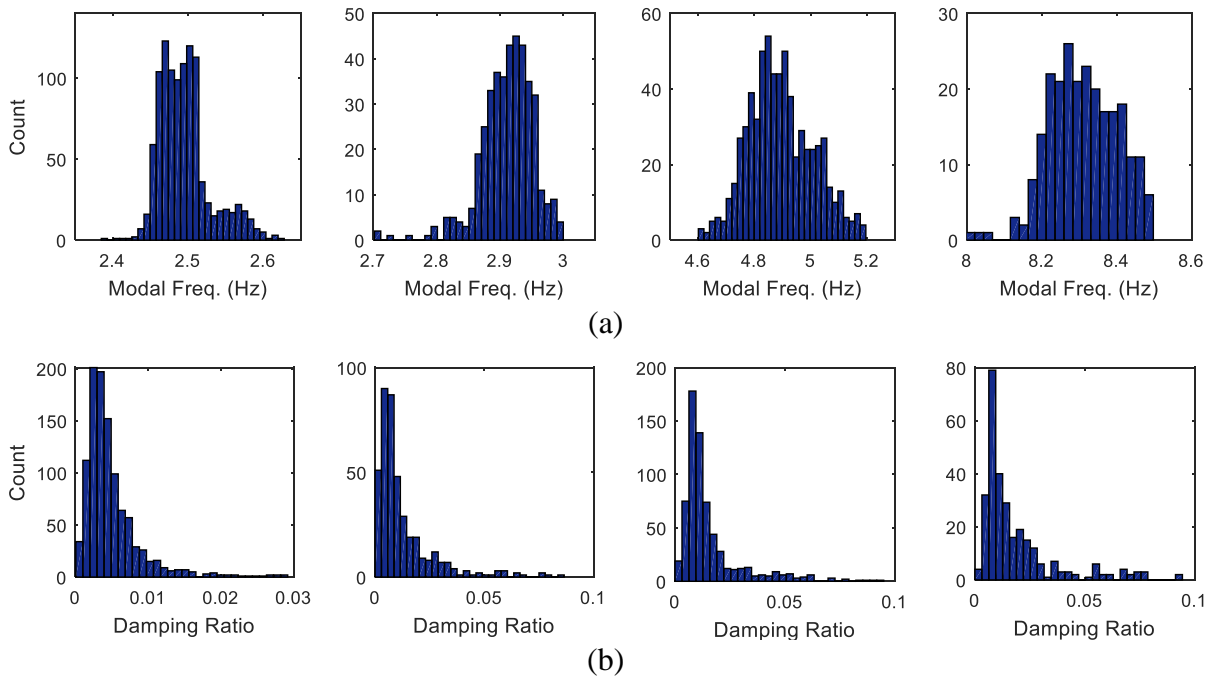 100
50
0
Count
2.4 2.5 2.6
Modal Freq. (Hz)
50
40
30
20
10
0
2.7 2.8 2.9 3
Modal Freq. (Hz)
60
40
20
0
4.6 4.8 5 5.2
Modal Freq. (Hz)
30
20
10
0
8 8.2 8.4 8.6
Modal Freq. (Hz)
(a)
200
150
100
50
0
Count
0 0.01 0.02 0.03
Damping Ratio
100
50
0
0 0.05 0.1
Damping Ratio
200
150
100
50
0
0 0.05 0.1
Damping Ratio
80
60
40
20
0
0 0.05 0.1
Damping Ratio
(b)